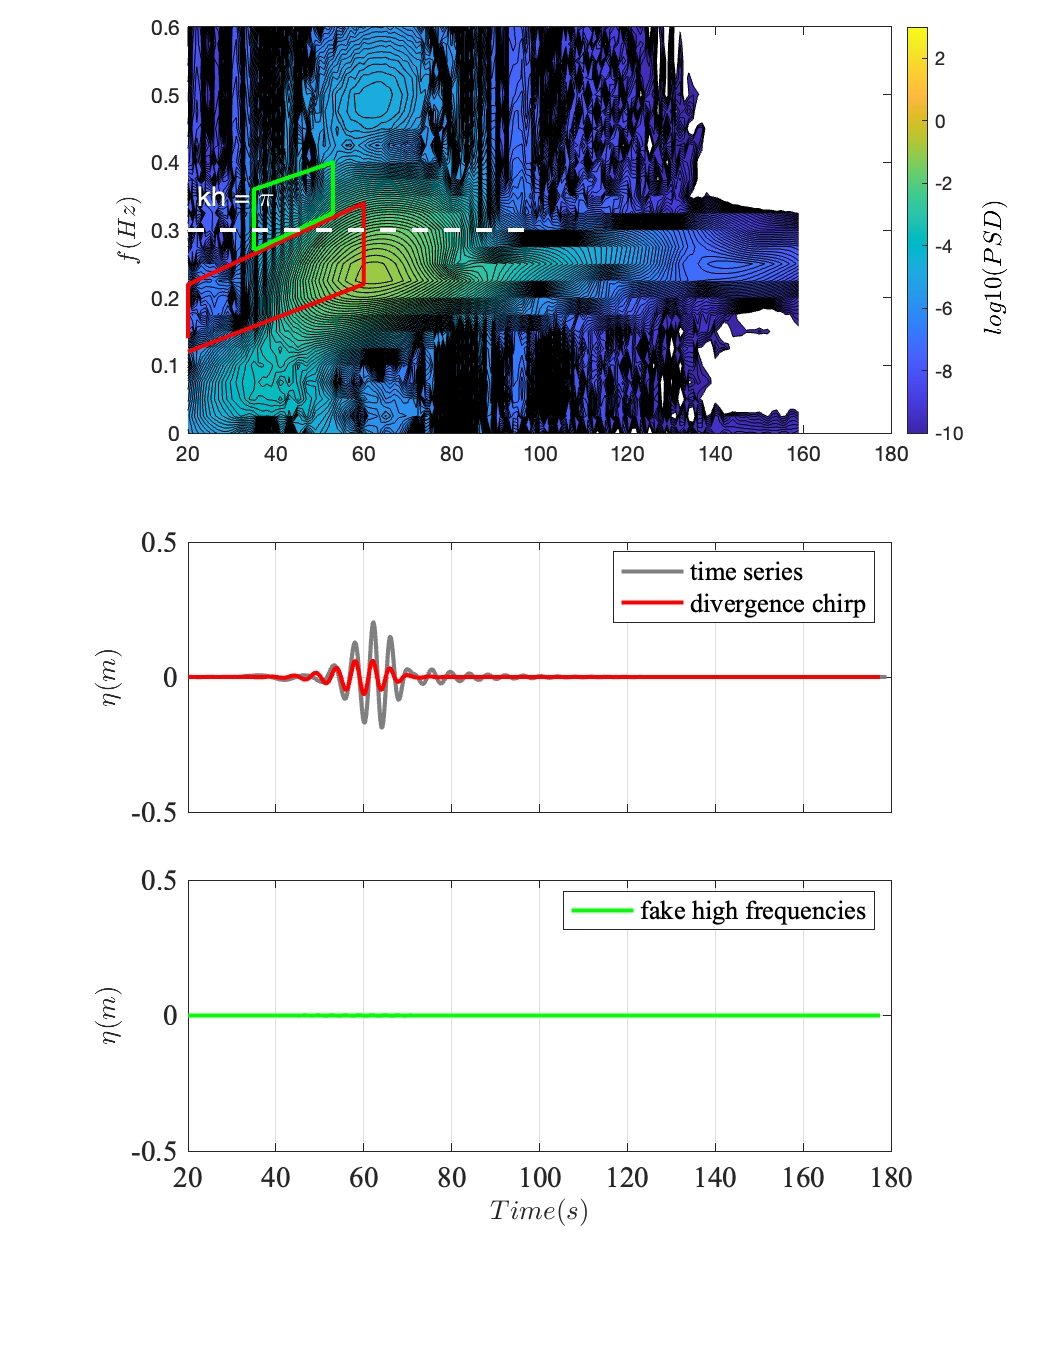 0.6
0.5
0.4
0.3
0.2
0.1
0
f(Hz)
kh = π
20 40 60 80 100 120 140 160 180
2
0
-2
-4
-6
-8
-10
log10(PSD)
0.5
0
-0.5
η(m)
time series
divergence chirp
0.5
0
-0.5
η(m)
fake high frequencies
20 40 60 80 100 120 140 160 180
Time(s)